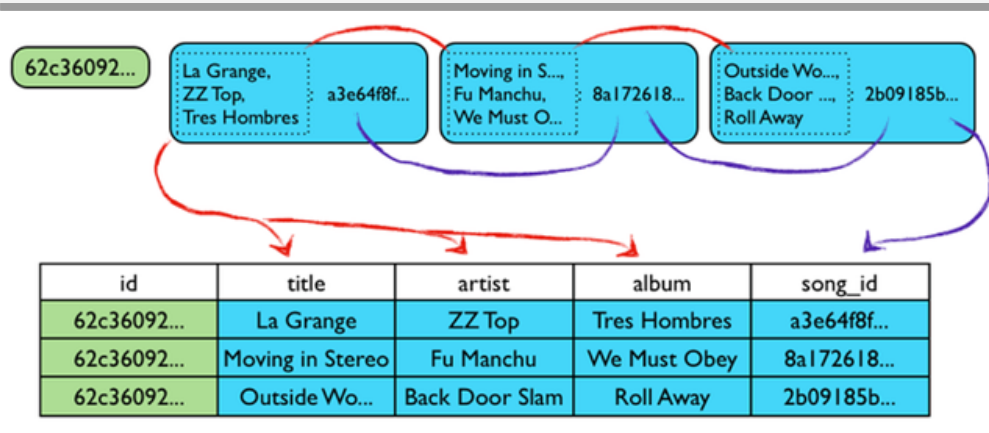 62c36092...
La Grange,
ZZ Top,
Tres Hombres
a3e64f8f...
Moving in S...,
Fu Manchu,
We Must O...
8a172618...
Outside Wo...,
Back Door ...,
Roll Away
2b09185b...
id title artist album song_id
62c36092... La Grange ZZ Top Tres Hombres a3e64f8f...
62c36092... Moving in Stereo Fu Manchu We Must Obey 8a172618...
62c36092... Outside Wo... Back Door Slam Roll Away 2b09185b...